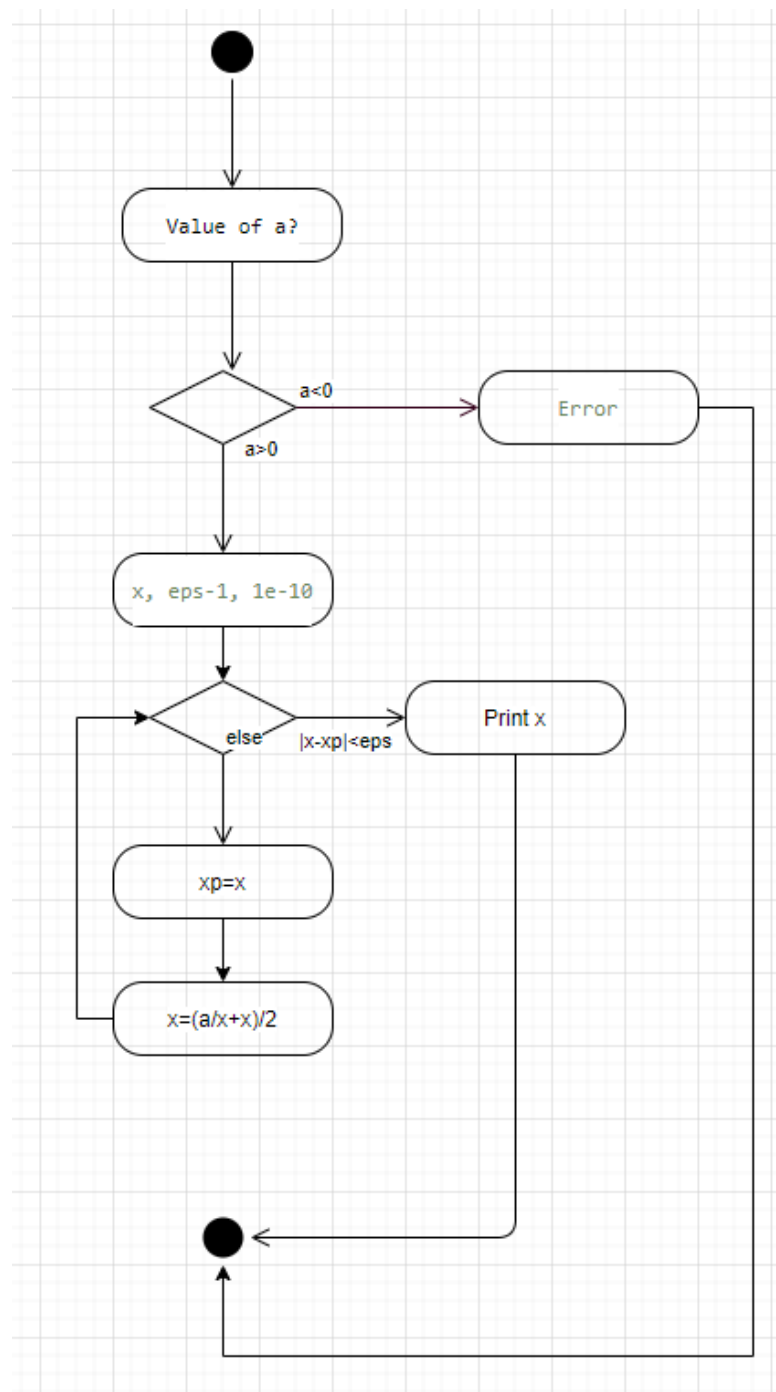 Value of a?
a<0
Error
a>0
x, eps-1, 1e-10
else
|x-xp|<eps
Print x
xp=x
x=(a/x+x)/2